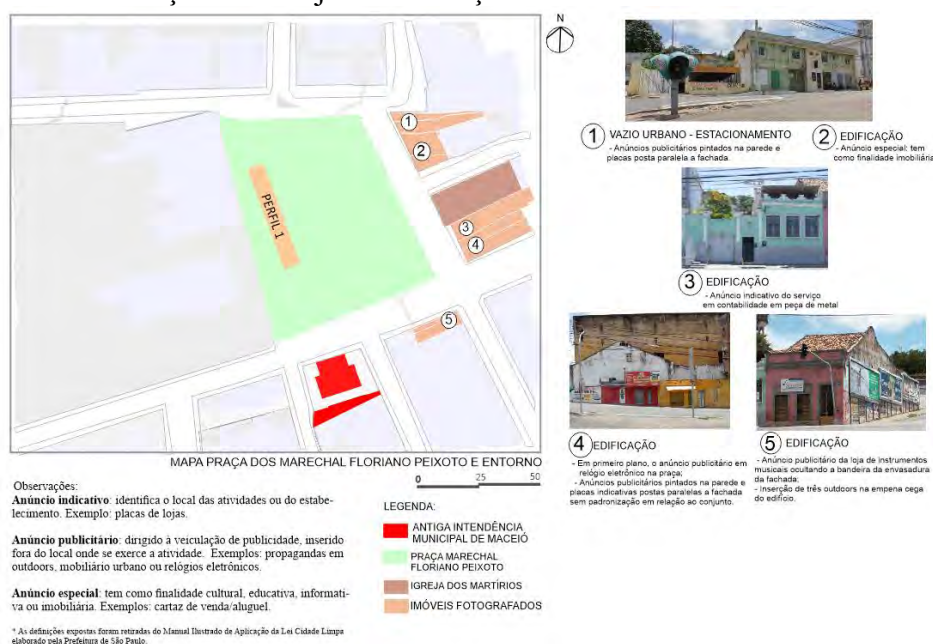 N
1
2
PERFIL 1
3
4
5
1 VAZIO URBANO - ESTACIONAMENTO
- Anúncios publicitários pintados na parede e
placas posta paralela a fachada.
2 EDIFICAÇÃO
- Anúncio especial: tem
como finalidade imobiliária
3 EDIFICAÇÃO
- Anúncio indicativo do serviço
em contabilidade em peça de metal
4 EDIFICAÇÃO
- Em primeiro plano, o anúncio publicitário em
relógio eletrônico na praça;
- Anúncios publicitários pintados na parede e
placas indicativas postas paralelas a fachada
sem padronização em relação ao conjunto.
5 EDIFICAÇÃO
- Anúncio publicitário da loja de instrumentos
musicais ocultando a bandeira da envasadura
da fachada;
- Inserção de três outdoors na empena cega
do edifício.
MAPA PRAÇA DOS MARECHAL FLORIANO PEIXOTO E ENTORNO
0 25 50
Observações:
Anúncio indicativo: identifica o local das atividades ou do estabe-
lecimento. Exemplo: placas de lojas.
Anúncio publicitário: dirigido à veiculação de publicidade, inserido
fora do local onde se exerce a atividade. Exemplos: propagandas em
outdoors, mobiliário urbano ou relógios eletrônicos.
Anúncio especial: tem como finalidade cultural, educativa, informati-
va ou imobiliária. Exemplos: cartaz de venda/aluguel.
* As definições expostas foram retiradas do Manual Ilustrado de Aplicação da Lei Cidade Limpa
elaborado pela Prefeitura de São Paulo.
LEGENDA:
ANTIGA INTENDÊNCIA
MUNICIPAL DE MACEIÓ
PRAÇA MARECHAL
FLORIANO PEIXOTO
IGREJA DOS MARTÍRIOS
IMÓVEIS FOTOGRAFADOS